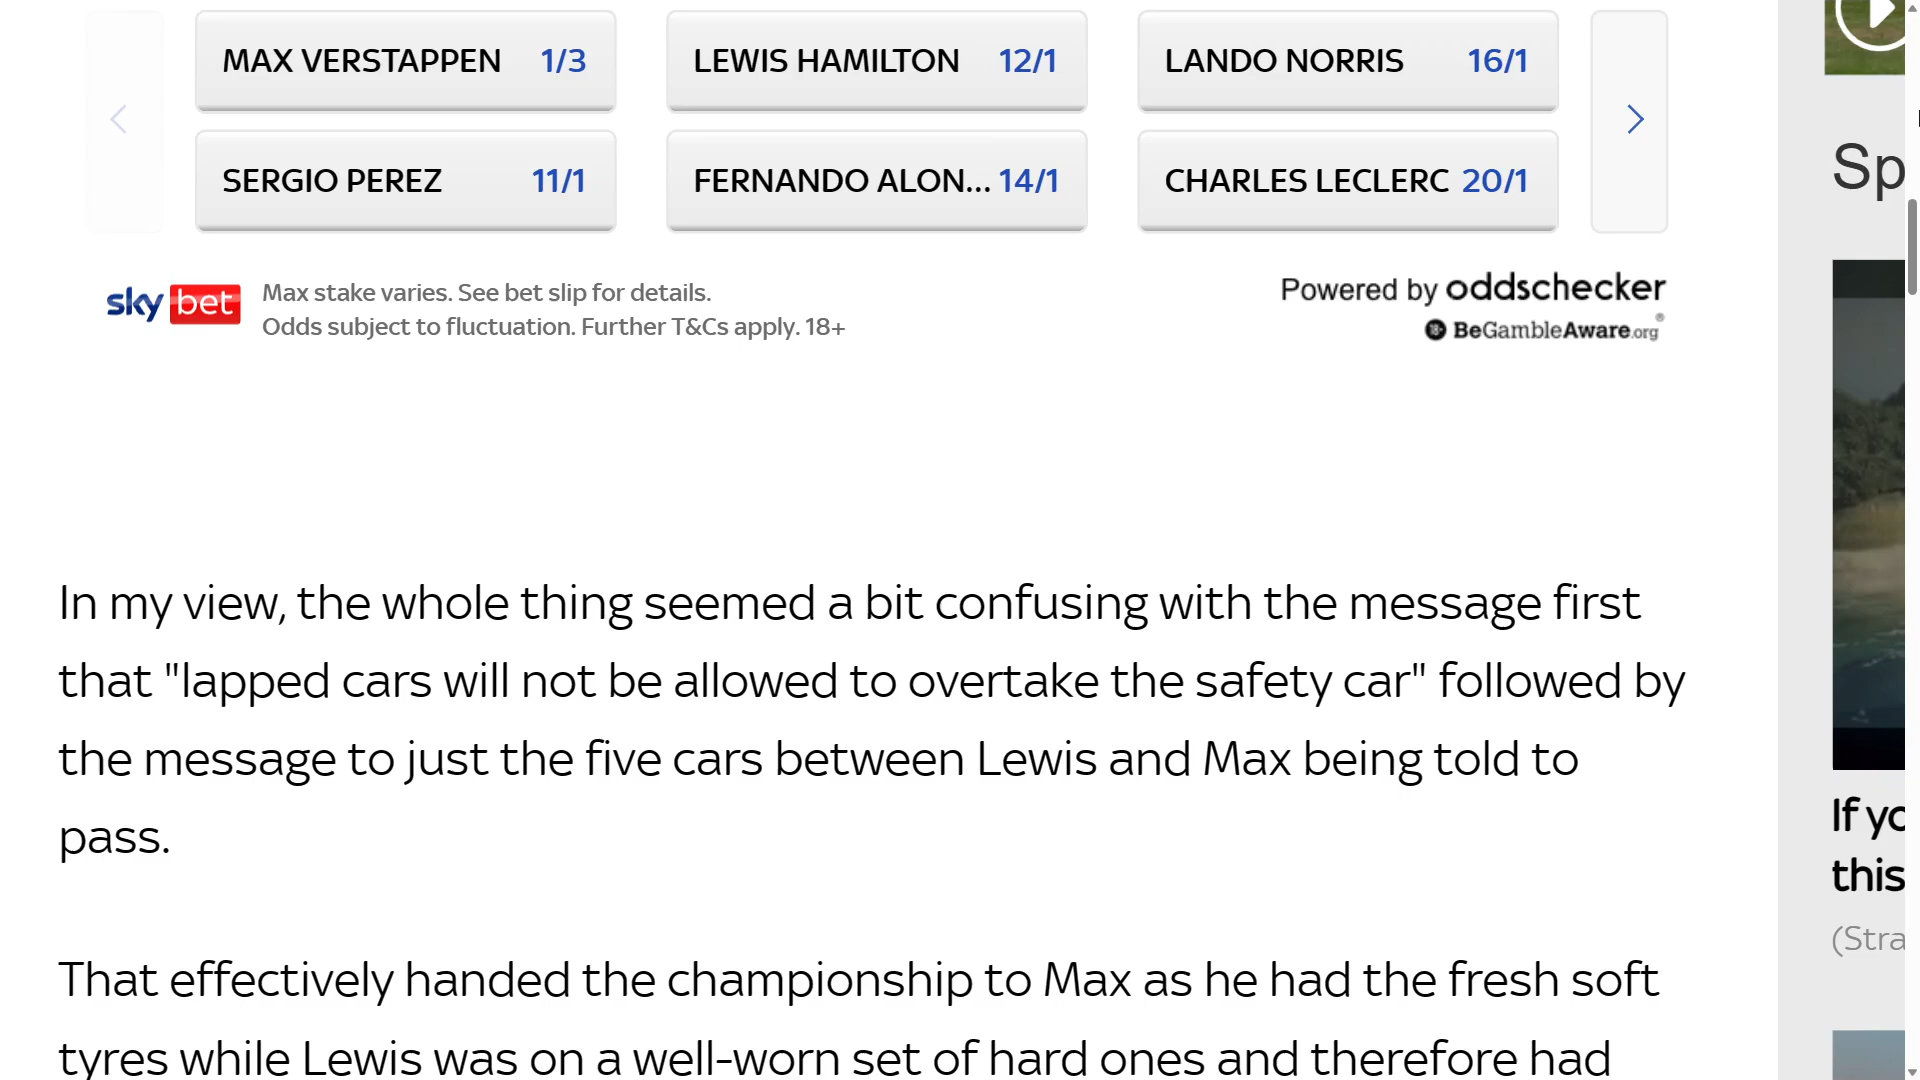 MAX VERSTAPPEN 1/3
LEWIS HAMILTON 12/1
LANDO NORRIS 16/1
SERGIO PEREZ 11/1
FERNANDO ALON... 14/1
CHARLES LECLERC 20/1
sky bet
Max stake varies. See bet slip for details.
Odds subject to fluctuation. Further T&Cs apply. 18+
Powered by oddschecker
BeGambleAware.org®
In my view, the whole thing seemed a bit confusing with the message first
that "lapped cars will not be allowed to overtake the safety car" followed by
the message to just the five cars between Lewis and Max being told to
pass.
That effectively handed the championship to Max as he had the fresh soft
tyres while Lewis was on a well-worn set of hard ones and therefore had
Sp
If yo
this
(Stra